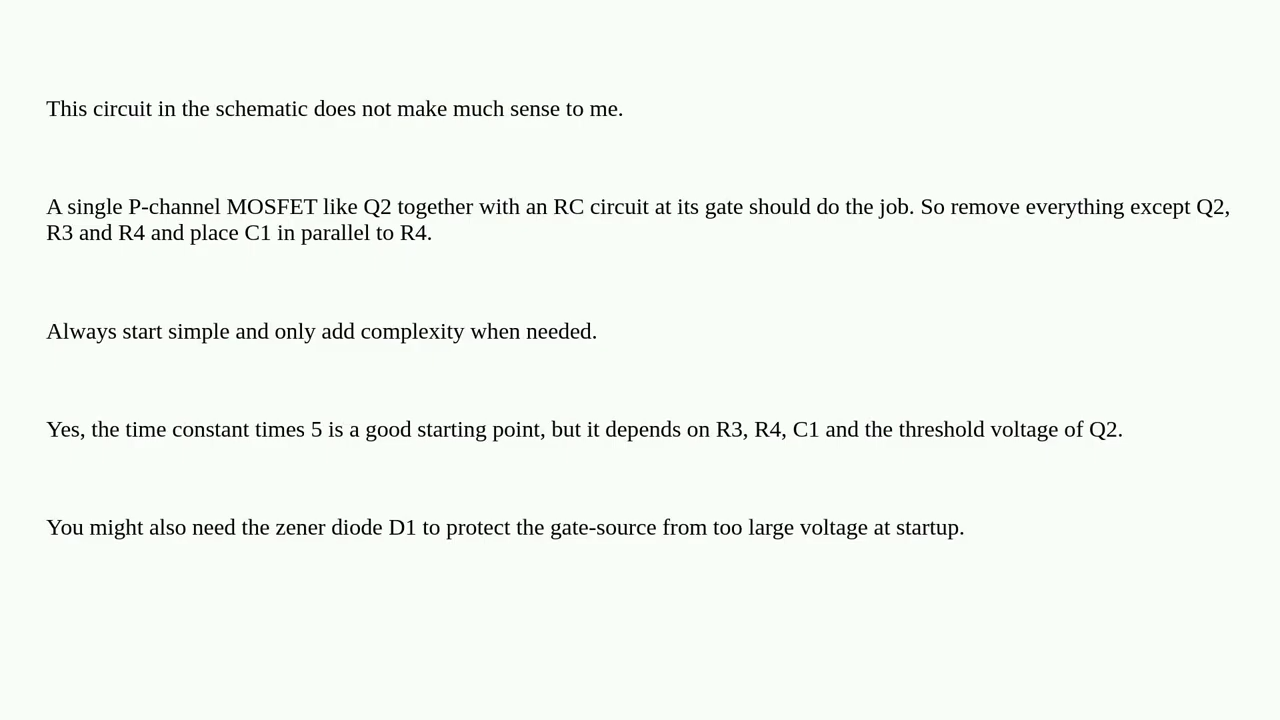 This circuit in the schematic does not make much sense to me.
A single P-channel MOSFET like Q2 together with an RC circuit at its gate should do the job. So remove everything except Q2,
R3 and R4 and place C1 in parallel to R4.
Always start simple and only add complexity when needed.
Yes, the time constant times 5 is a good starting point, but it depends on R3, R4, C1 and the threshold voltage of Q2.
You might also need the zener diode D1 to protect the gate-source from too large voltage at startup.